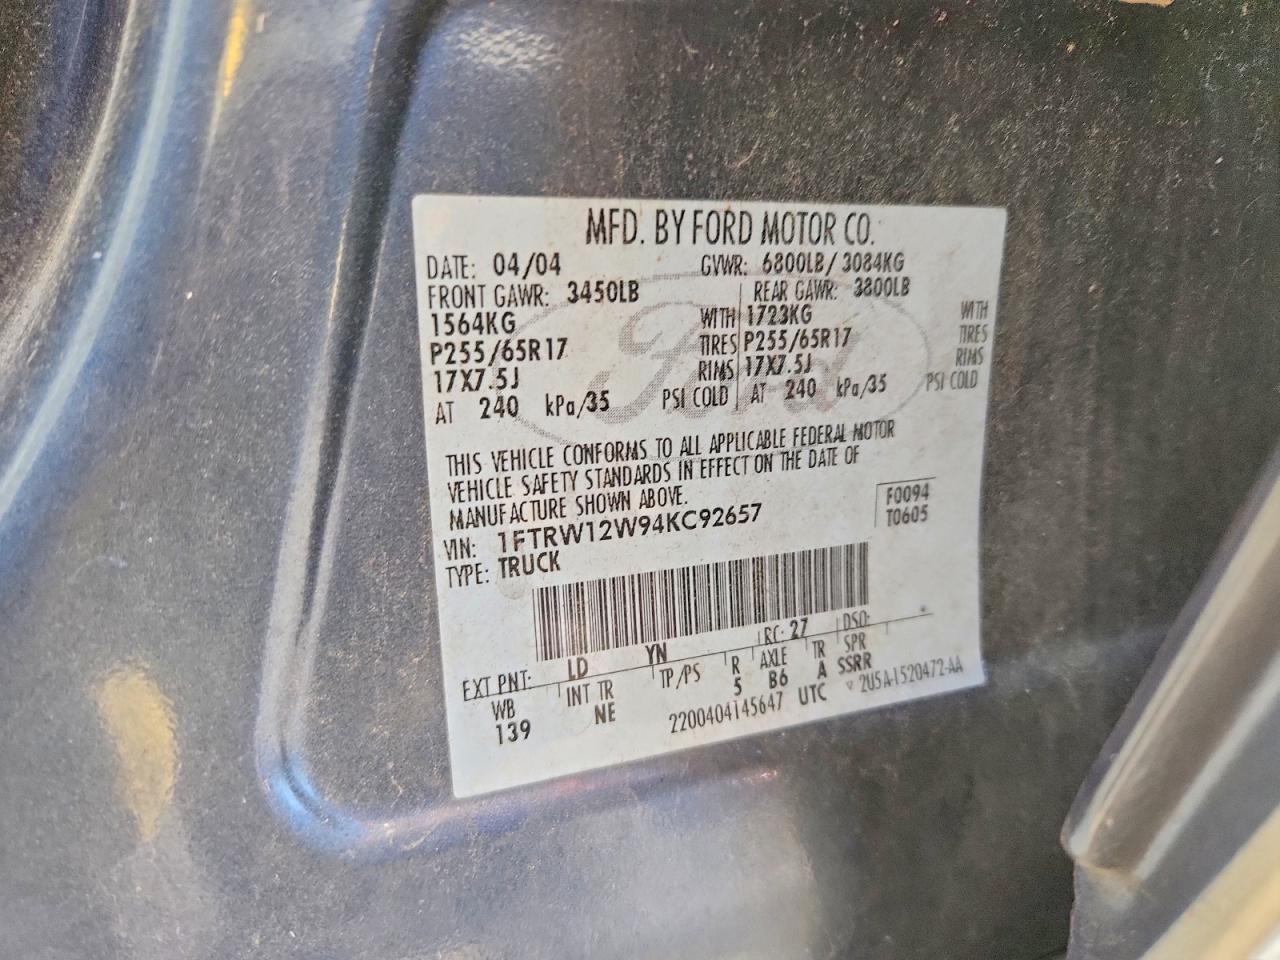 MFD. BY FORD MOTOR CO.
DATE: 04/04 GVWR: 6800LB/ 3084KG
FRONT GAWR: 3450LB REAR GAWR: 3800LB
1564KG WITH 1723KG WITH
P255/65R17 TIRES P255/65R17 TIRES
17X7.5J RIMS 17X7.5J RIMS
AT 240 kPa/35 PSI COLD AT 240 kPa/35 PSI COLD
Ford
THIS VEHICLE CONFORMS TO ALL APPLICABLE FEDERAL MOTOR
VEHICLE SAFETY STANDARDS IN EFFECT ON THE DATE OF
MANUFACTURE SHOWN ABOVE.
F0094
VIN: 1FTRW12W94KC92657 T0605
TYPE: TRUCK
EXT PNT: LD YN RC: 27 DSO:
WB INT TR TP/PS R AXLE TR SPR
139 NE 5 B6 A SSRR
2200404145647 UTC 2U5A-1520472-AA